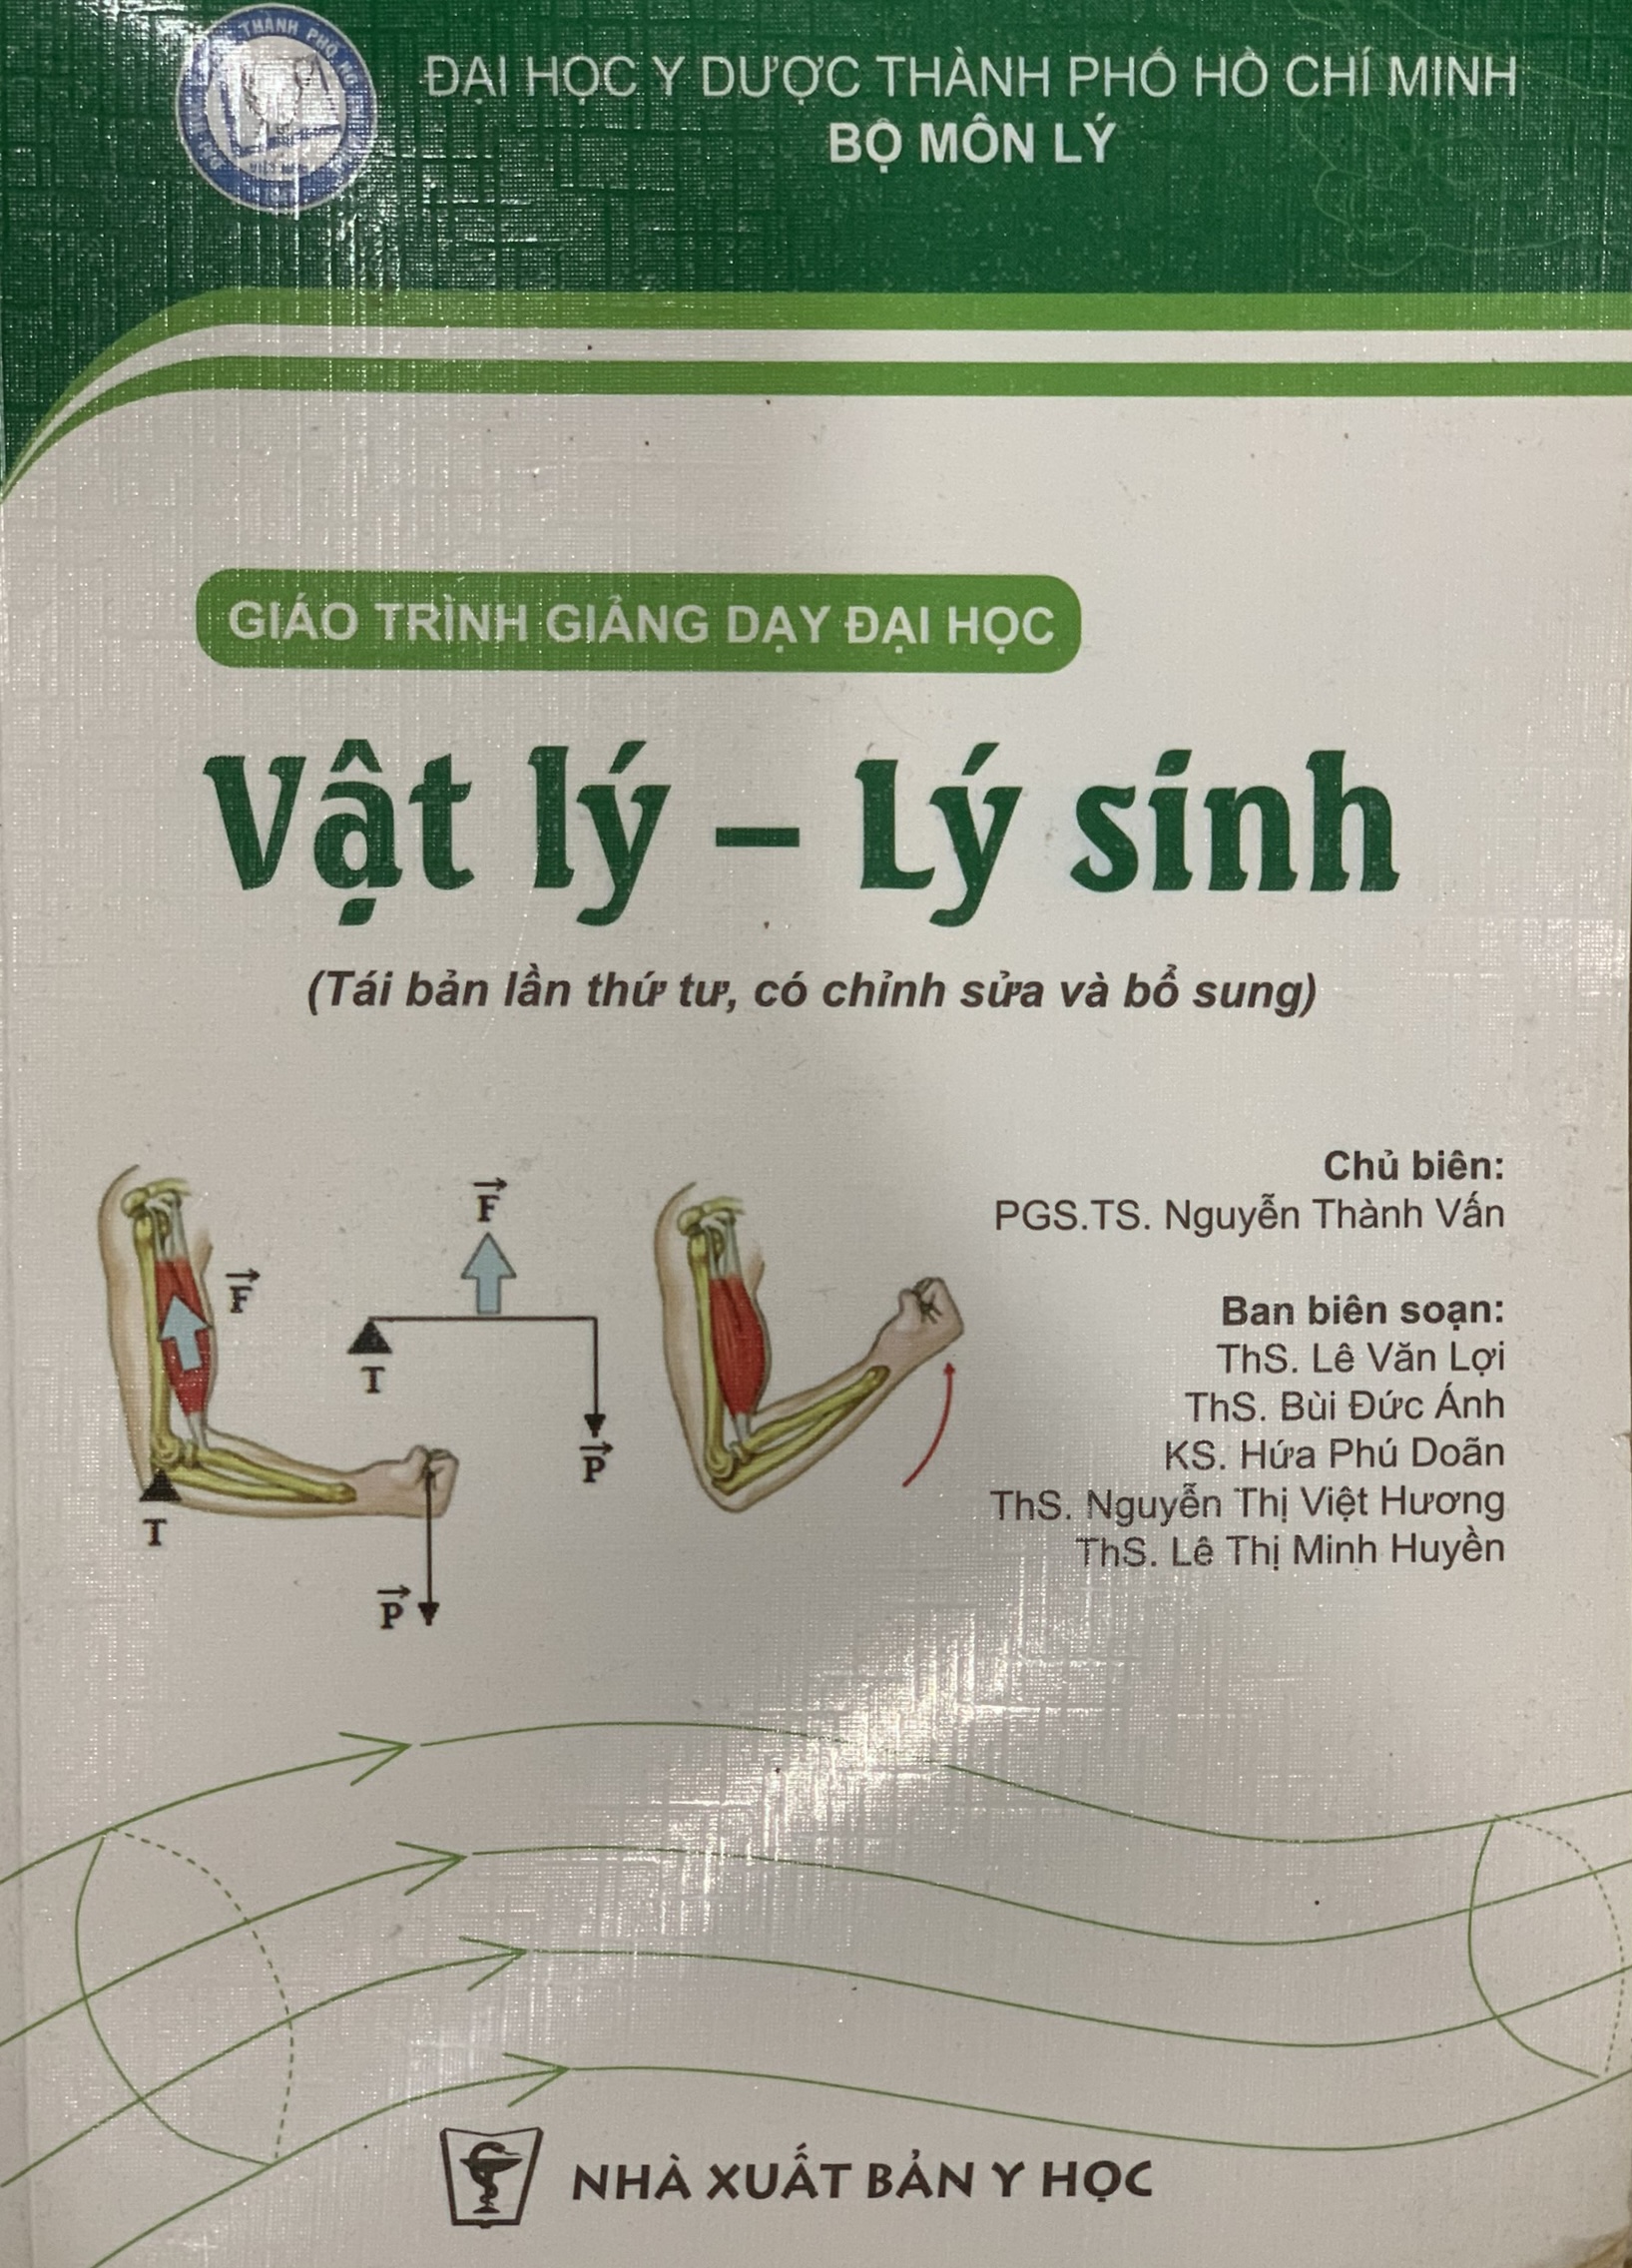 THÀNH PHỐ HỒ
ĐẠI HỌC Y DƯỢC THÀNH PHỐ HỒ CHÍ MINH
BỘ MÔN LÝ
GIÁO TRÌNH GIẢNG DẠY ĐẠI HỌC
Vật lý – Lý sinh
(Tái bản lần thứ tư, có chỉnh sửa và bổ sung)
Chủ biên:
PGS.TS. Nguyễn Thành Vấn
Ban biên soạn:
ThS. Lê Văn Lợi
ThS. Bùi Đức Ánh
KS. Hứa Phú Doãn
ThS. Nguyễn Thị Việt Hương
ThS. Lê Thị Minh Huyền
F
T
P
F
T
P
NHÀ XUẤT BẢN Y HỌC